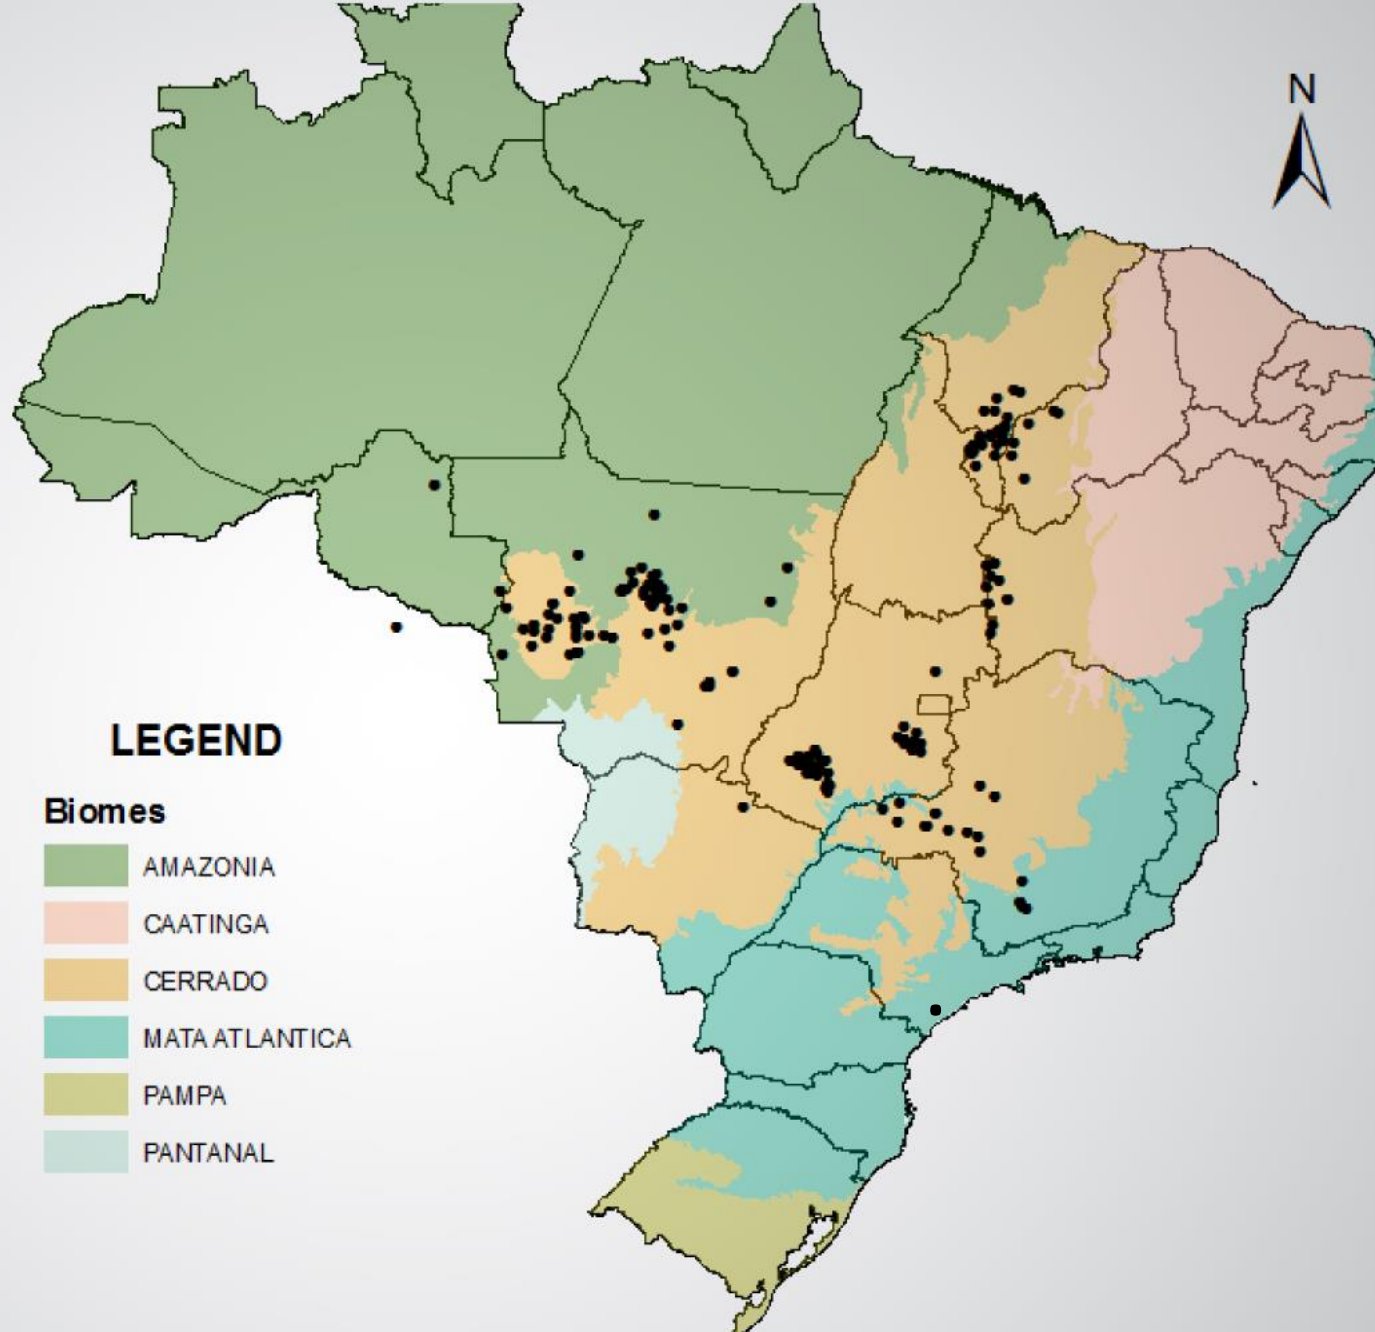 N
LEGEND
Biomes
AMAZONIA
CAATINGA
CERRADO
MATA ATLANTICA
PAMPA
PANTANAL